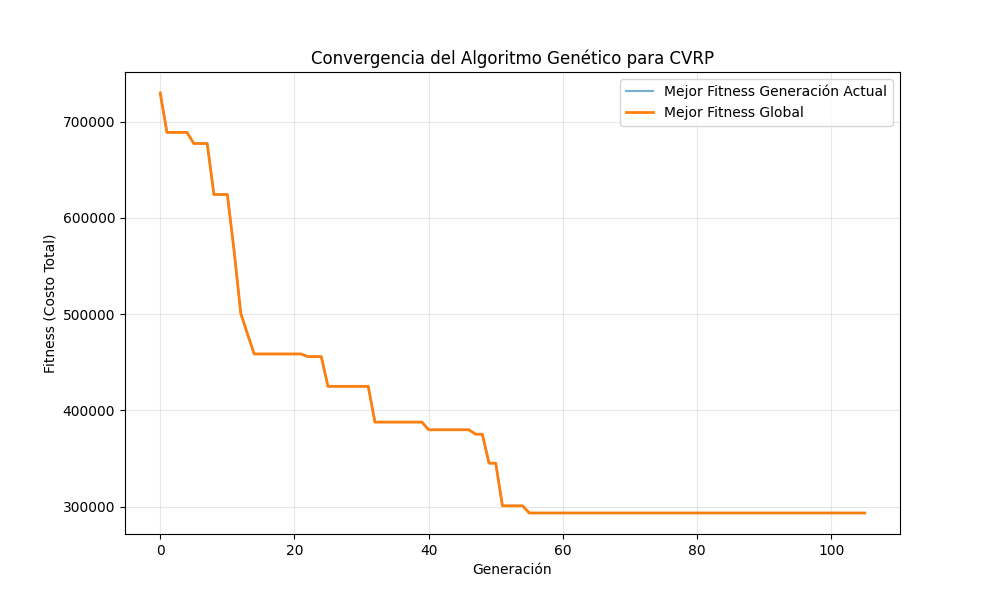 Convergencia del Algoritmo Genético para CVRP
Mejor Fitness Generación Actual
Mejor Fitness Global
Fitness (Costo Total)
700000
600000
500000
400000
300000
0 20 40 60 80 100
Generación